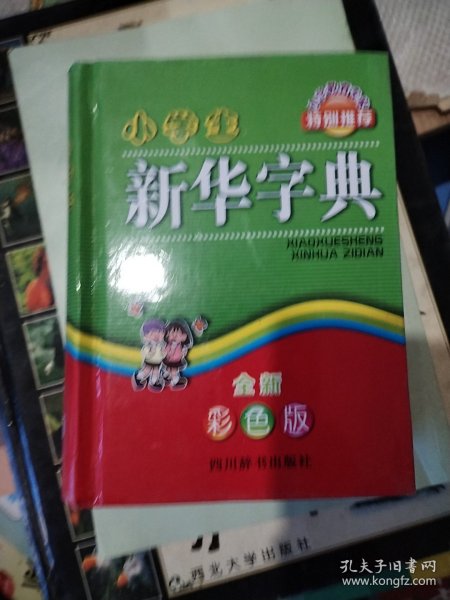 特别推荐
小学生
新华字典
XIAOXUESHENG
XINHUA ZIDIAN
全新
彩色版
四川辞书出版社
西北大学出版社
孔夫子旧书网
www.kongfz.com